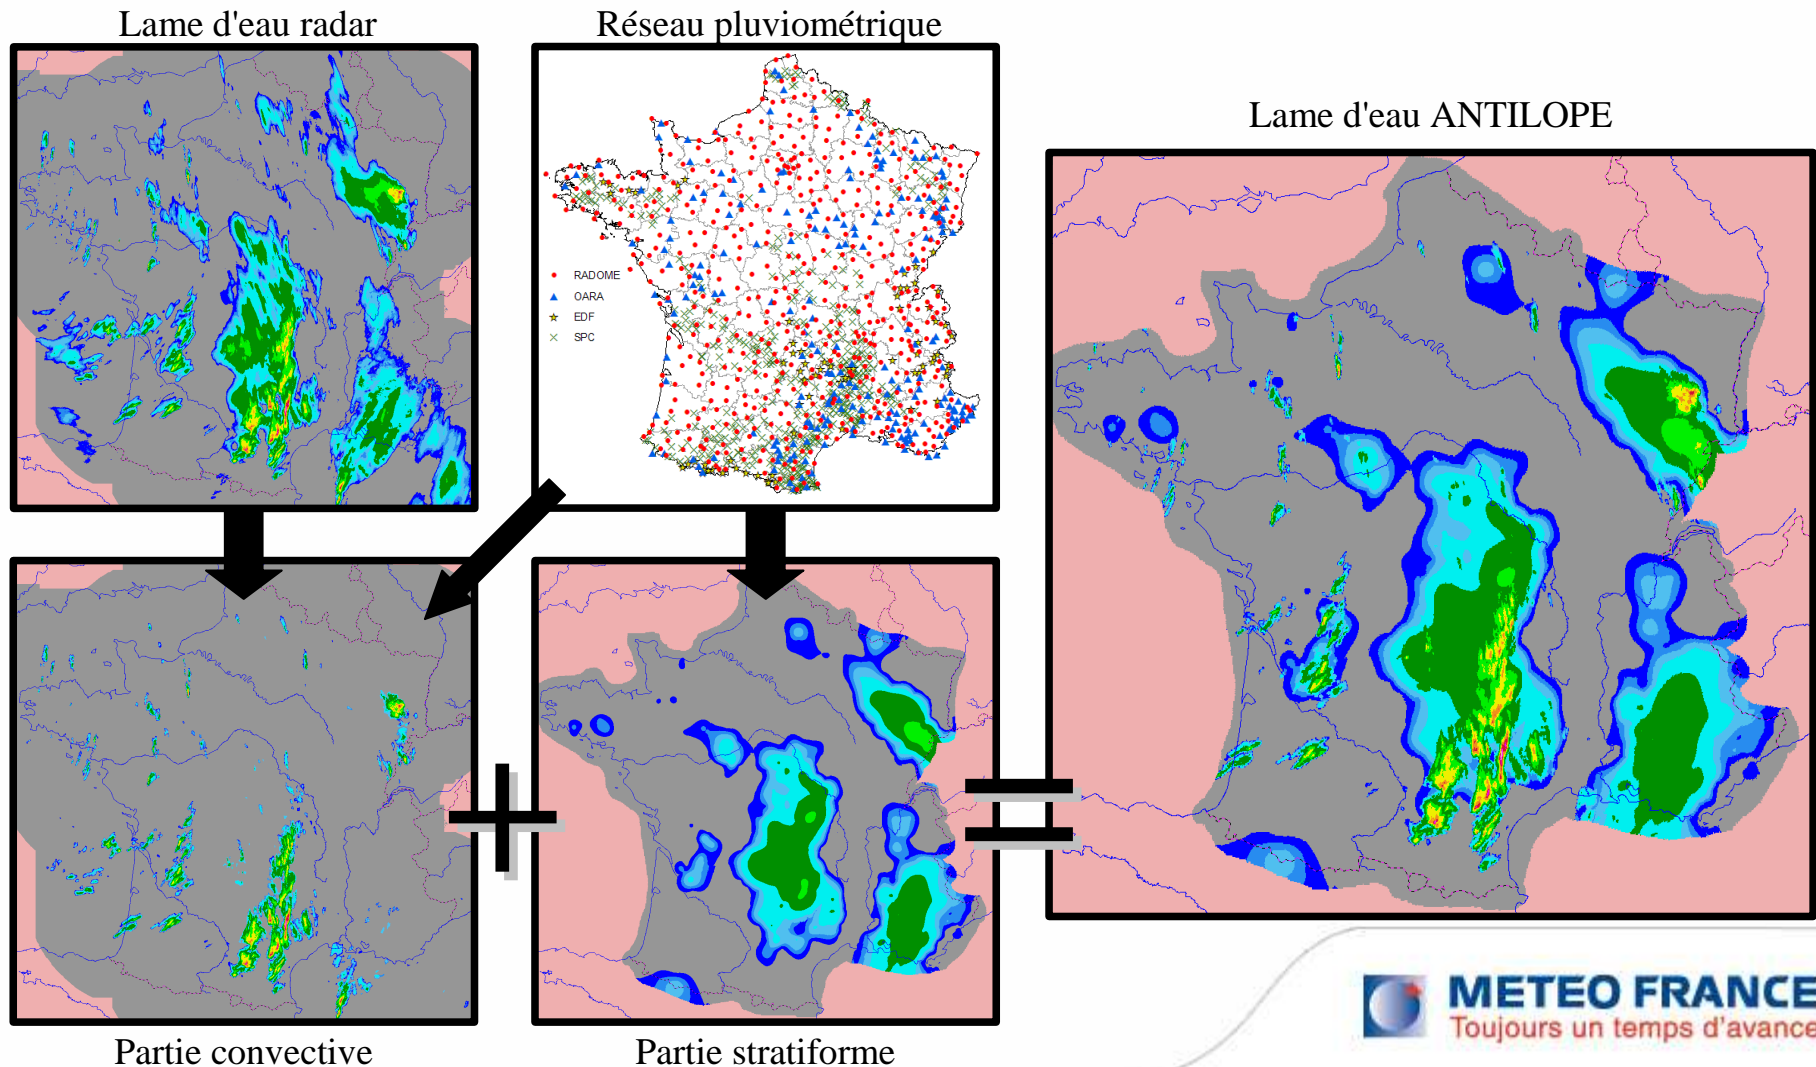 Lame d'eau radar
Réseau pluviométrique
Lame d'eau ANTILOPE
RADOME
OARA
EDF
SPC
Partie convective
Partie stratiforme
METEO FRANCE
Toujours un temps d'avance